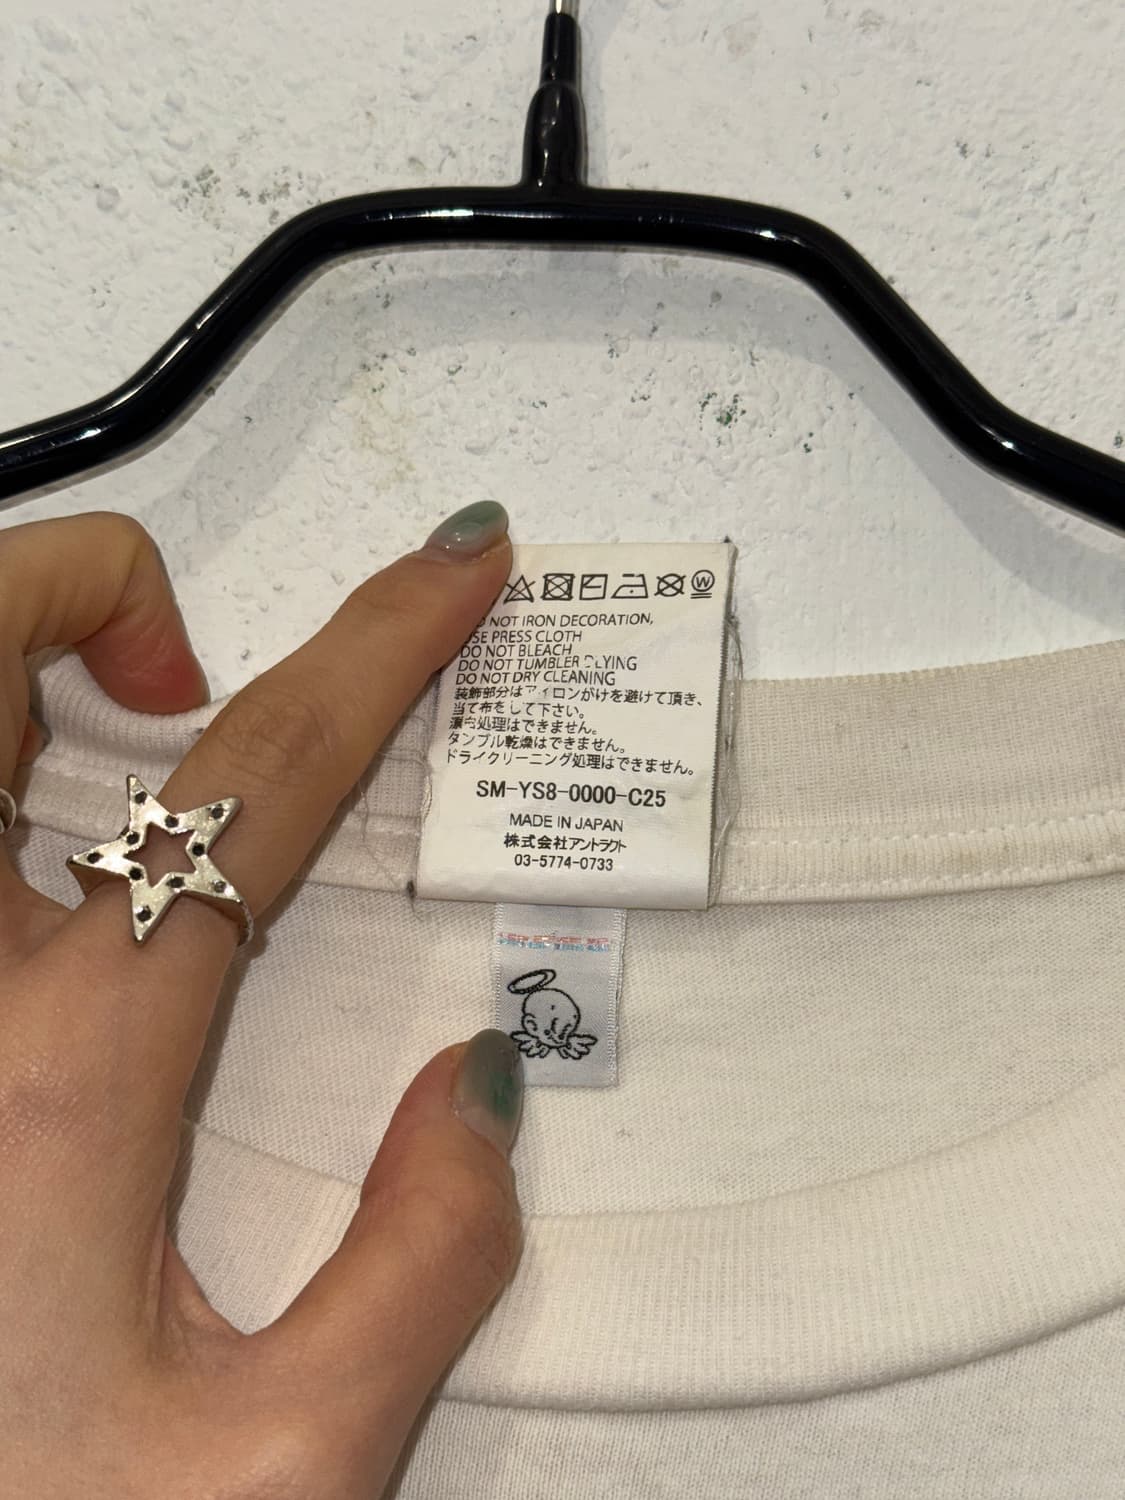 W
NOT IRON DECORATION,
SE PRESS CLOTH
DO NOT BLEACH
DO NOT TUMBLER
DO NOT DRY CLEANING
装飾部分はアイロンがけを避けて頂き、
当て布をして下さい。
漂白処理はできません。
タンブル乾燥はできません。
ドライクリーニング処理はできません。
SM-YS8-0000-C25
MADE IN JAPAN
株式会社アントラクト
03-5774-0733